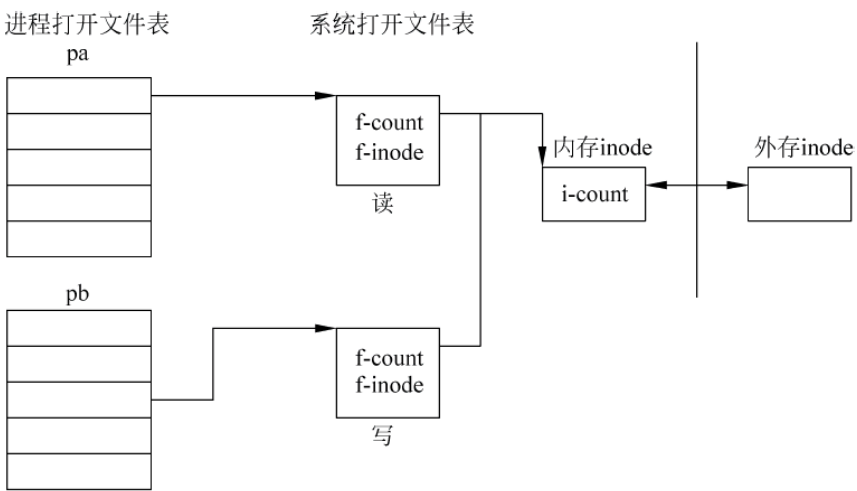 进程打开文件表
系统打开文件表
pa
f-count
f-inode
读
内存inode
外存inode
i-count
pb
f-count
f-inode
写